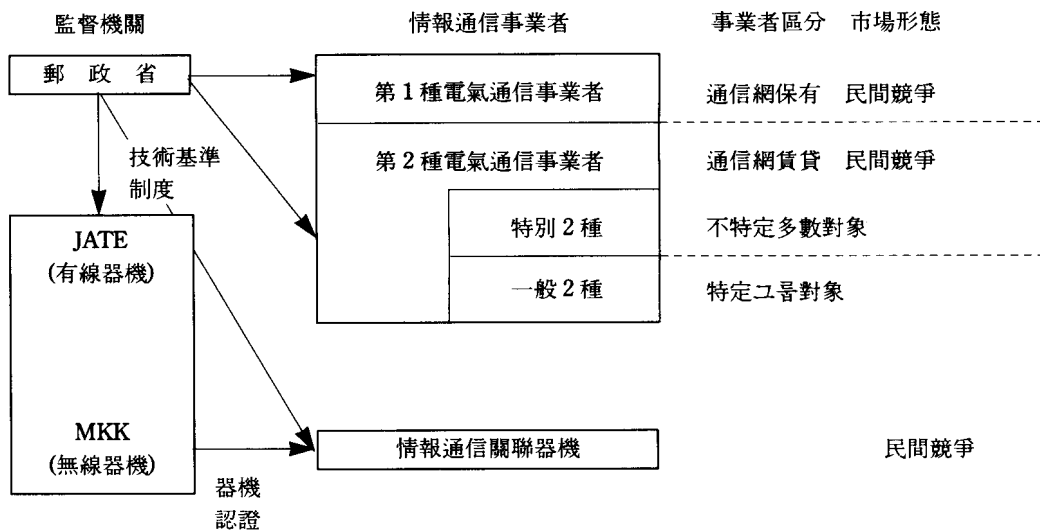 監督機關
情報通信事業者
事業者區分 市場形態
郵政省
第1種電氣通信事業者
通信網保有 民間競爭
技術基準
制度
第2種電氣通信事業者
通信網賃貸 民間競爭
JATE
(有線器機)
特別2種
不特定多數對象
一般2種
特定그룹對象
MKK
(無線器機)
情報通信關聯器機
民間競爭
器機
認證